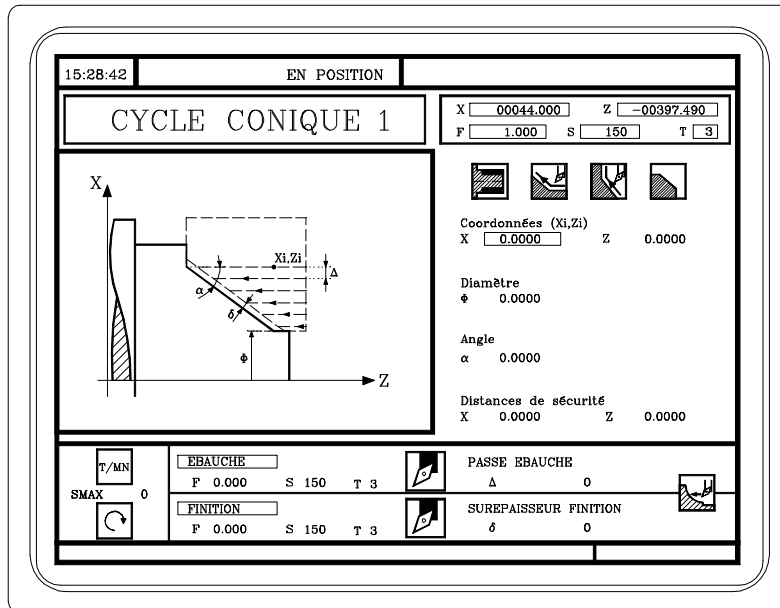 15:28:42 EN POSITION
CYCLE CONIQUE 1
X 00044.000 Z -00397.490
F 1.000 S 150 T 3
X
Xi,Zi
Δ
α
δ
Φ
Z
Coordonnées (Xi,Zi)
X 0.0000 Z 0.0000
Diamètre
Φ 0.0000
Angle
α 0.0000
Distances de sécurité
X 0.0000 Z 0.0000
T/MN
SMAX 0
EBAUCHE
F 0.000 S 150 T 3
PASSE EBAUCHE
Δ 0
FINITION
F 0.000 S 150 T 3
SUREPAISSEUR FINITION
δ 0